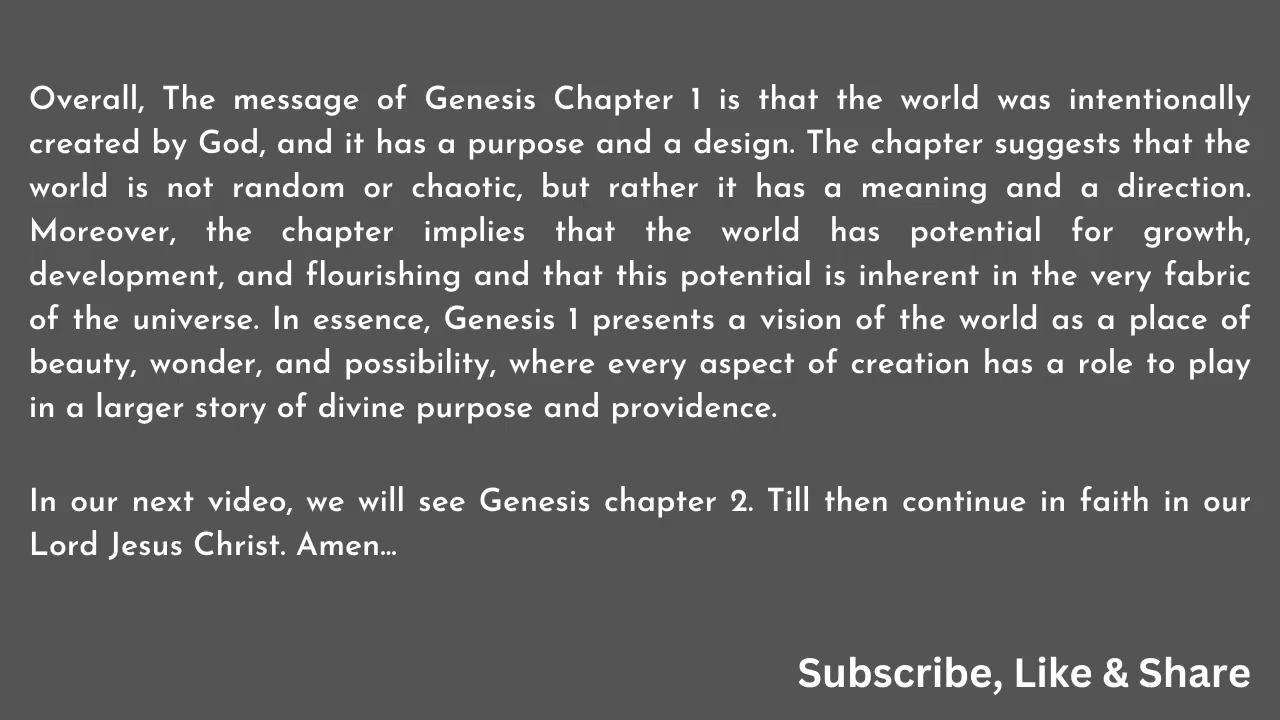 Overall, The message of Genesis Chapter 1 is that the world was intentionally
created by God, and it has a purpose and a design. The chapter suggests that the
world is not random or chaotic, but rather it has a meaning and a direction.
Moreover, the chapter implies that the world has potential for growth,
development, and flourishing and that this potential is inherent in the very fabric
of the universe. In essence, Genesis 1 presents a vision of the world as a place of
beauty, wonder, and possibility, where every aspect of creation has a role to play
in a larger story of divine purpose and providence.
In our next video, we will see Genesis chapter 2. Till then continue in faith in our
Lord Jesus Christ. Amen...
Subscribe, Like & Share